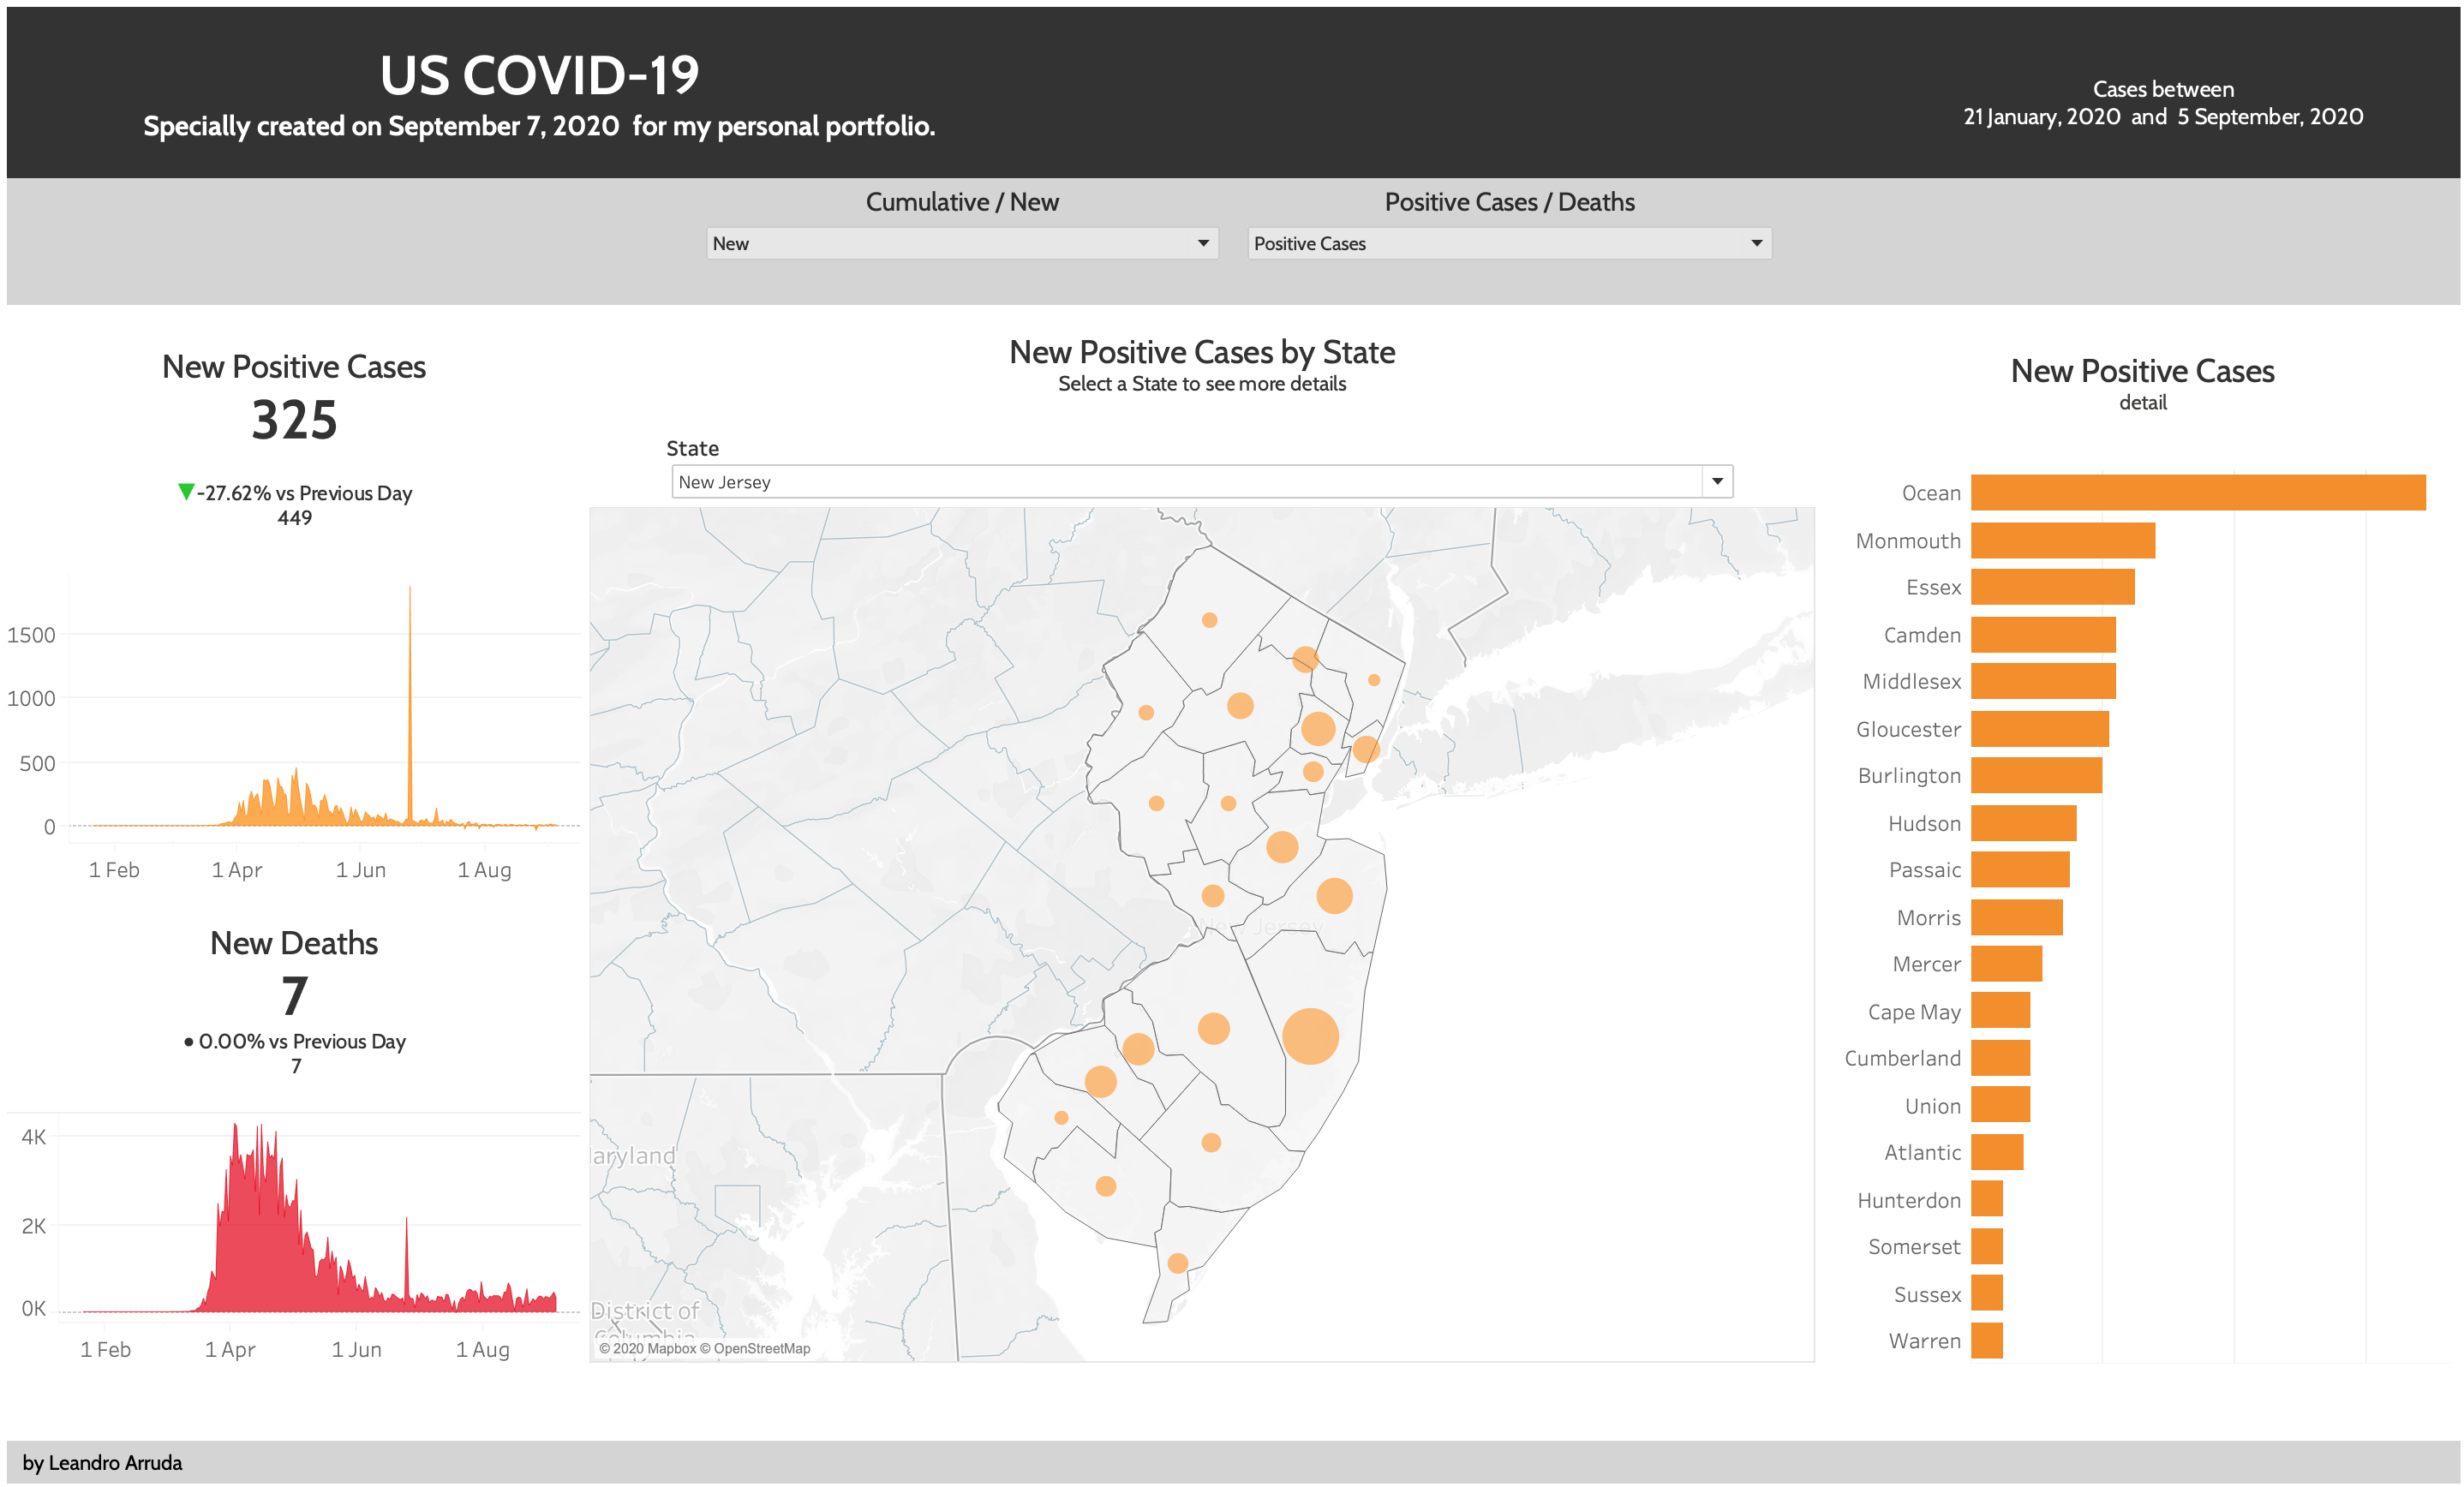 US COVID-19
Specially created on September 7, 2020 for my personal portfolio.
Cases between
21 January, 2020 and 5 September, 2020
Cumulative / New
Positive Cases / Deaths
New
Positive Cases
New Positive Cases
325
▼-27.62% vs Previous Day
449
1500
1000
500
0
1 Feb
1 Apr
1 Jun
1 Aug
New Deaths
7
● 0.00% vs Previous Day
7
4K
2K
0K
1 Feb
1 Apr
1 Jun
1 Aug
New Positive Cases by State
Select a State to see more details
State
New Jersey
New Jersey
aryland
District of
Columbia
© 2020 Mapbox © OpenStreetMap
New Positive Cases
detail
Ocean
Monmouth
Essex
Camden
Middlesex
Gloucester
Burlington
Hudson
Passaic
Morris
Mercer
Cape May
Cumberland
Union
Atlantic
Hunterdon
Somerset
Sussex
Warren
by Leandro Arruda